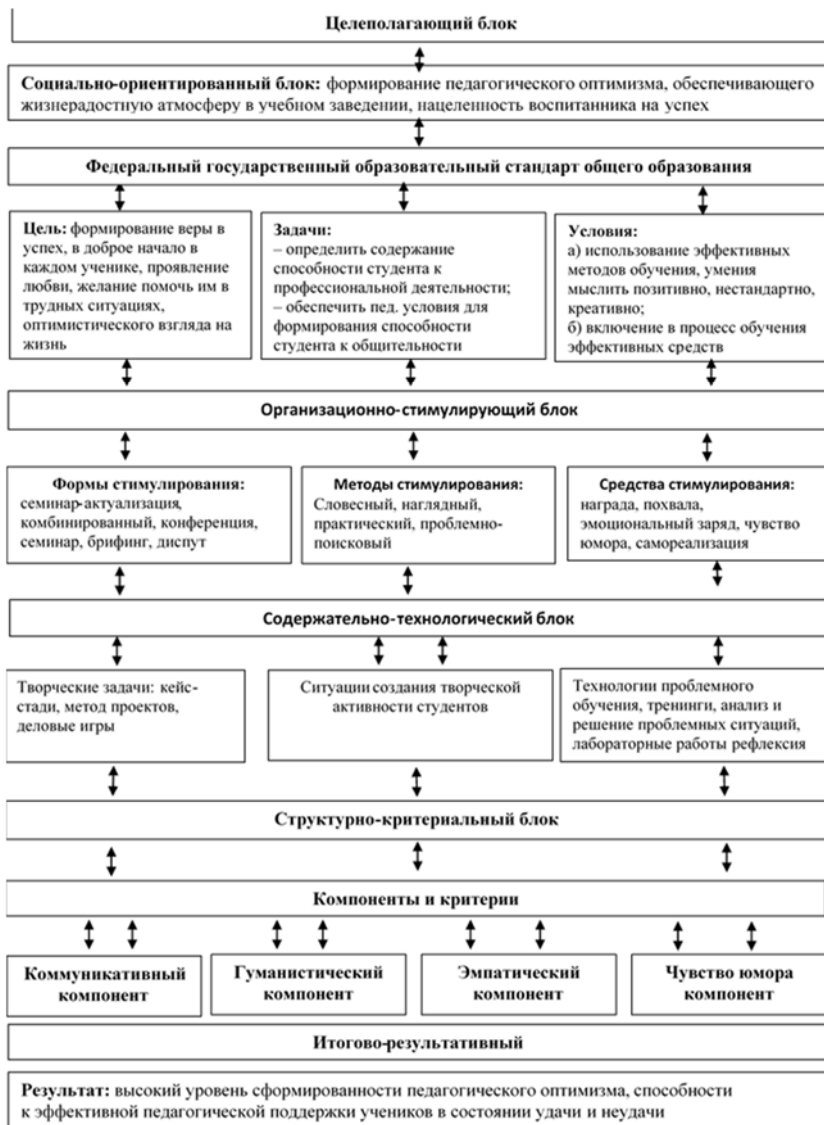 Целеполагающий блок
Социально-ориентированный блок: формирование педагогического оптимизма, обеспечивающего
жизнерадостную атмосферу в учебном заведении, нацеленность воспитанника на успех
Федеральный государственный образовательный стандарт общего образования
Цель: формирование веры в
успех, в доброе начало в
каждом ученике, проявление
любви, желание помочь им в
трудных ситуациях,
оптимистического взгляда на
жизнь
Задачи:
– определить содержание
способности студента к
профессиональной деятельности;
– обеспечить пед. условия для
формирования способности
студента к общительности
Условия:
а) использование эффективных
методов обучения, умения
мыслить позитивно, нестандартно,
креативно;
б) включение в процесс обучения
эффективных средств
Организационно-стимулирующий блок
Формы стимулирования:
семинар-актуализация,
комбинированный, конференция,
семинар, брифинг, диспут
Методы стимулирования:
Словесный, наглядный,
практический, проблемно-
поисковый
Средства стимулирования:
награда, похвала,
эмоциональный заряд, чувство
юмора, самореализация
Содержательно-технологический блок
Творческие задачи: кейс-
стади, метод проектов,
деловые игры
Ситуации создания творческой
активности студентов
Технологии проблемного
обучения, тренинги, анализ и
решение проблемных ситуаций,
лабораторные работы рефлексия
Структурно-критериальный блок
Компоненты и критерии
Коммуникативный
компонент
Гуманистический
компонент
Эмпатический
компонент
Чувство юмора
компонент
Итогово-результативный
Результат: высокий уровень сформированности педагогического оптимизма, способности
к эффективной педагогической поддержки учеников в состоянии удачи и неудачи